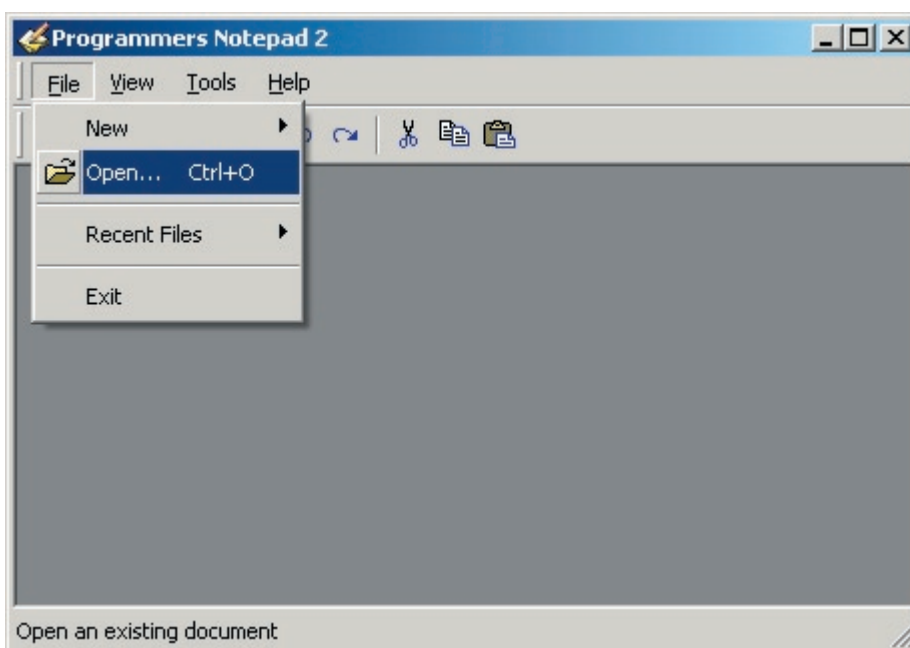 Programmers Notepad 2
File View Tools Help
New
Open... Ctrl+O
Recent Files
Exit
Open an existing document